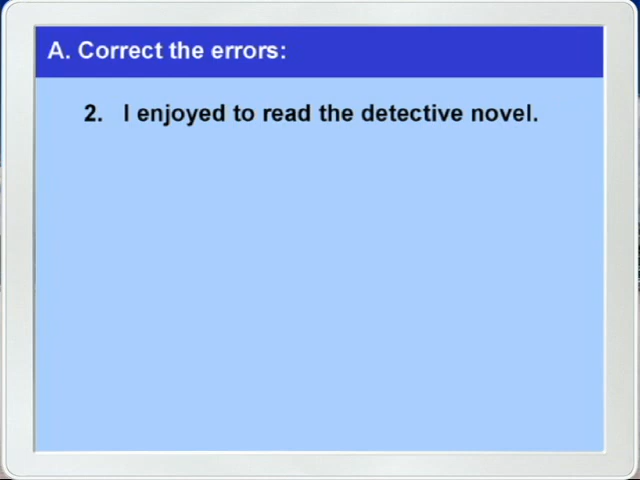 A. Correct the errors:
2. I enjoyed to read the detective novel.